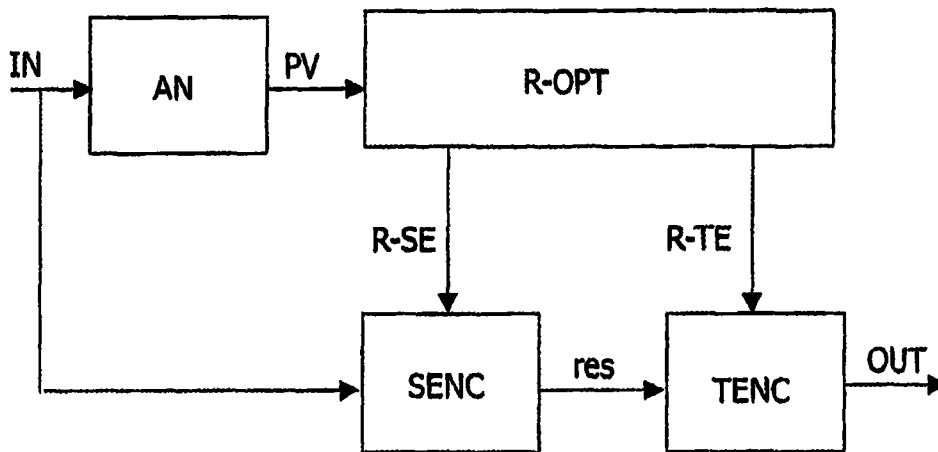 IN
AN
PV
R-OPT
R-SE
R-TE
SENC
res
TENC
OUT